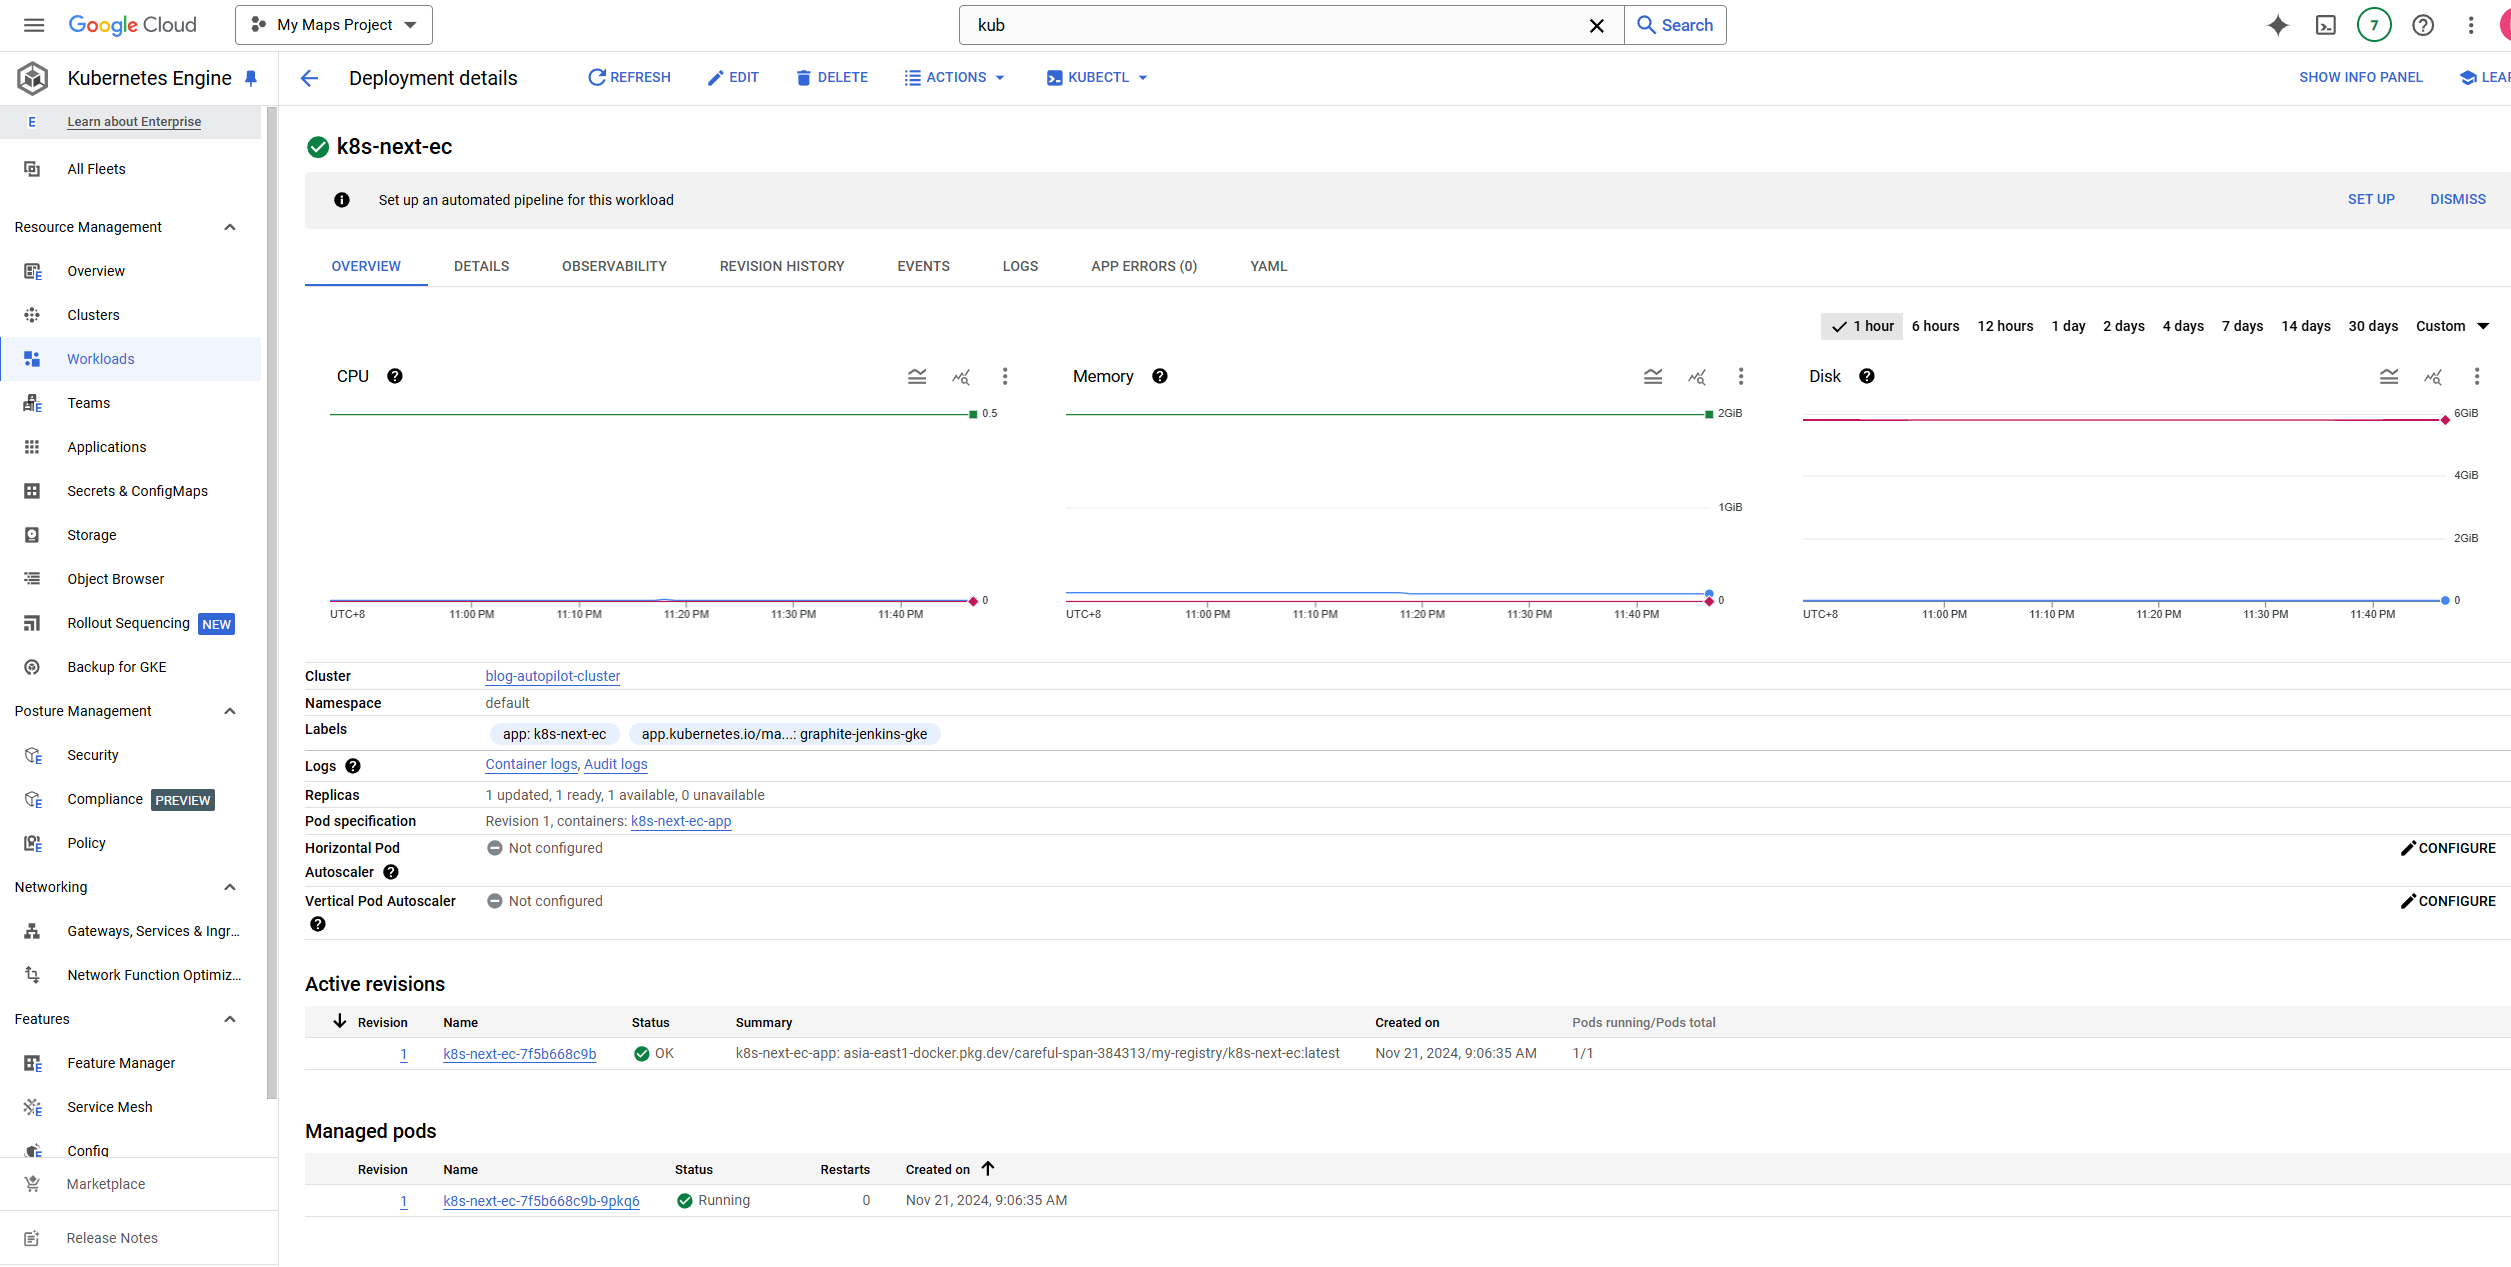 Google Cloud
My Maps Project
kub
Search
7
Kubernetes Engine
Deployment details
REFRESH
EDIT
DELETE
ACTIONS
KUBECTL
SHOW INFO PANEL
E Learn about Enterprise
All Fleets
Resource Management
Overview
Clusters
Workloads
Teams
Applications
Secrets & ConfigMaps
Storage
Object Browser
Rollout Sequencing NEW
Backup for GKE
Posture Management
Security
Compliance PREVIEW
Policy
Networking
Gateways, Services & Ingr...
Network Function Optimiz...
Features
Feature Manager
Service Mesh
Config
Marketplace
Release Notes
k8s-next-ec
Set up an automated pipeline for this workload
SET UP
DISMISS
OVERVIEW
DETAILS
OBSERVABILITY
REVISION HISTORY
EVENTS
LOGS
APP ERRORS (0)
YAML
1 hour
6 hours
12 hours
1 day
2 days
4 days
7 days
14 days
30 days
Custom
CPU
0.5
0
UTC+8 11:00 PM 11:10 PM 11:20 PM 11:30 PM 11:40 PM
Memory
2GiB
1GiB
0
UTC+8 11:00 PM 11:10 PM 11:20 PM 11:30 PM 11:40 PM
Disk
6GiB
4GiB
2GiB
0
UTC+8 11:00 PM 11:10 PM 11:20 PM 11:30 PM 11:40 PM
Cluster blog-autopilot-cluster
Namespace default
Labels app: k8s-next-ec app.kubernetes.io/ma...: graphite-jenkins-gke
Logs Container logs, Audit logs
Replicas 1 updated, 1 ready, 1 available, 0 unavailable
Pod specification Revision 1, containers: k8s-next-ec-app
Horizontal Pod Not configured CONFIGURE
Autoscaler
Vertical Pod Autoscaler Not configured CONFIGURE
Active revisions
Revision Name Status Summary Created on Pods running/Pods total
1 k8s-next-ec-7f5b668c9b OK k8s-next-ec-app: asia-east1-docker.pkg.dev/careful-span-384313/my-registry/k8s-next-ec:latest Nov 21, 2024, 9:06:35 AM 1/1
Managed pods
Revision Name Status Restarts Created on
1 k8s-next-ec-7f5b668c9b-9pkq6 Running 0 Nov 21, 2024, 9:06:35 AM